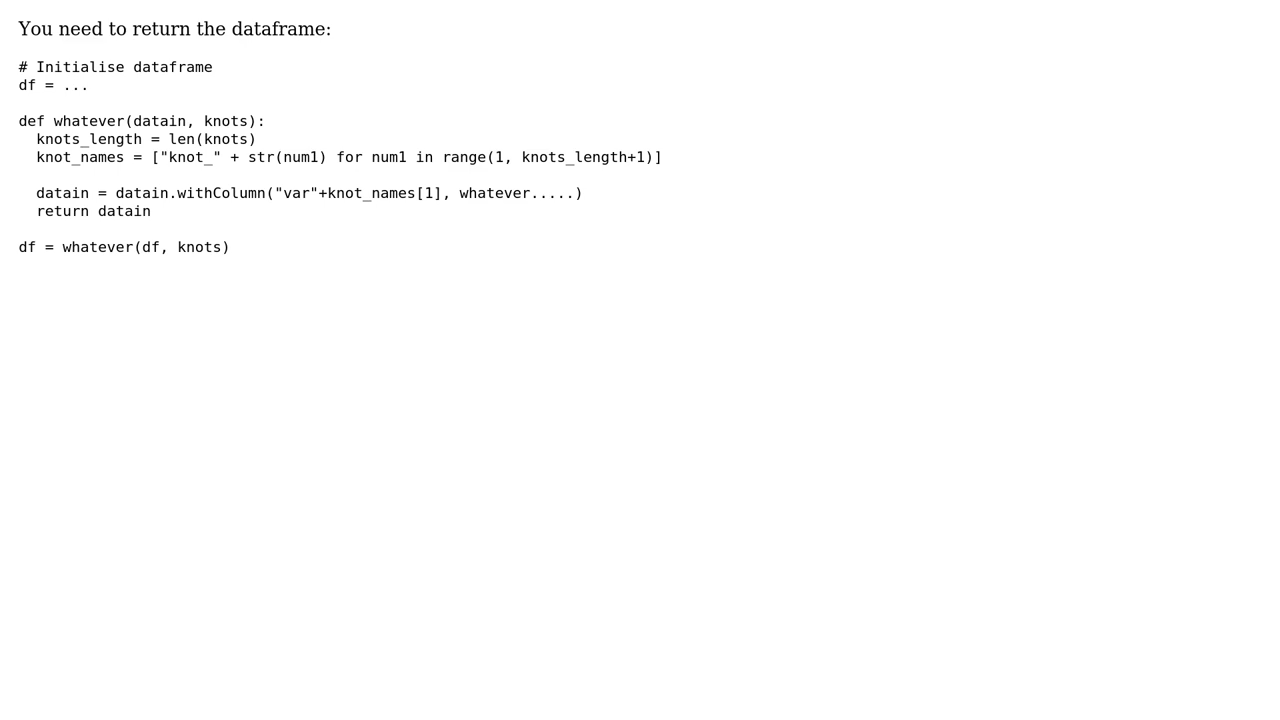 You need to return the dataframe:
# Initialise dataframe
df = ...
def whatever(datain, knots):
  knots_length = len(knots)
  knot_names = ["knot_" + str(num1) for num1 in range(1, knots_length+1)]
  datain = datain.withColumn("var"+knot_names[1], whatever.....)
  return datain
df = whatever(df, knots)